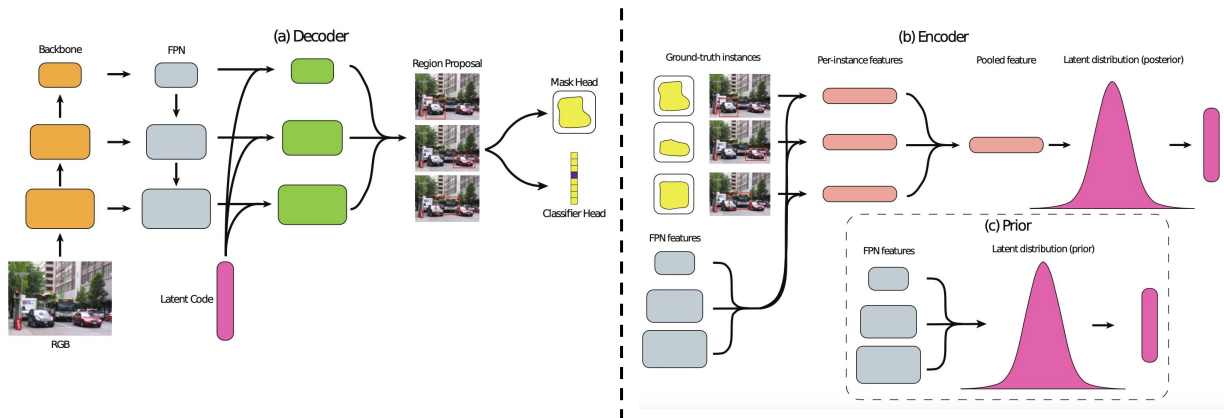 (a) Decoder
Backbone
FPN
Region Proposal
Mask Head
Classifier Head
Latent Code
RGB
(b) Encoder
Ground-truth instances
Per-instance features
Pooled feature
Latent distribution (posterior)
FPN features
(c) Prior
FPN features
Latent distribution (prior)